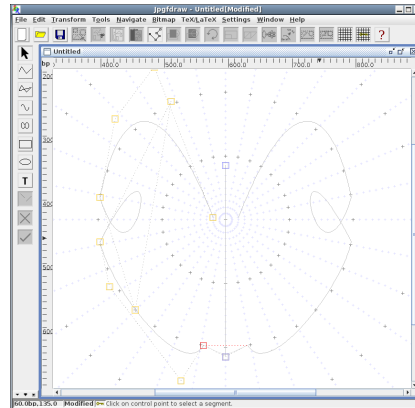 Jpgfdraw - Untitled[Modified]
File Edit Transform Tools Navigate Bitmap TeX/LaTeX Settings Window Help
?
Untitled
bp 400.0 500.0 600.0 700.0 800.0
200
300
400
500
600
T
60.0bp,135.0 Modified Click on control point to select a segment.